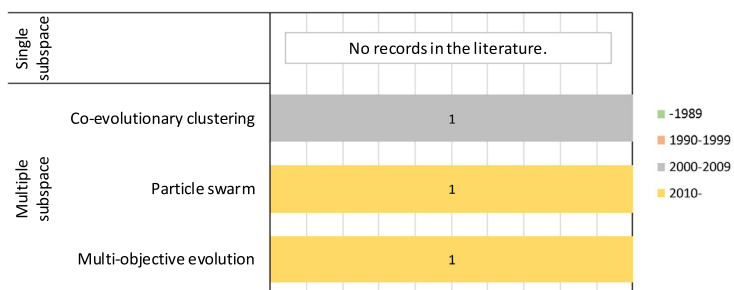 Single
subspace
No records in the literature.
Multiple
subspace
Co-evolutionary clustering
1
Particle swarm
1
Multi-objective evolution
1
-1989
1990-1999
2000-2009
2010-